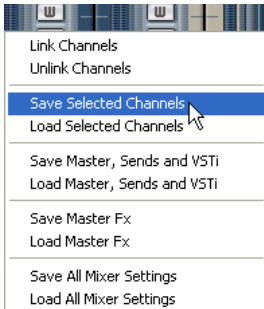 W W
Link Channels
Unlink Channels
Save Selected Channels
Load Selected Channels
Save Master, Sends and VSTi
Load Master, Sends and VSTi
Save Master Fx
Load Master Fx
Save All Mixer Settings
Load All Mixer Settings